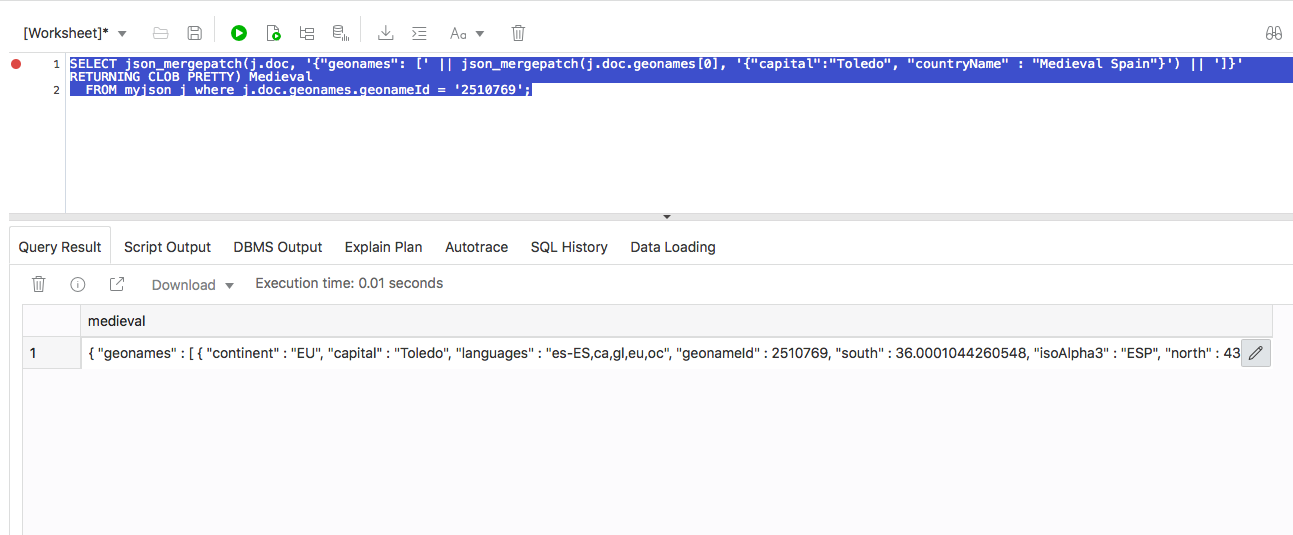 [Worksheet]*
Aa
1 SELECT json_mergepatch(j.doc, '{"geonames": [' || json_mergepatch(j.doc.geonames[0], '{"capital":"Toledo", "countryName" : "Medieval Spain"}') || ']}'
RETURNING CLOB PRETTY) Medieval
2 FROM myjson j where j.doc.geonames.geonameId = '2510769';
Query Result Script Output DBMS Output Explain Plan Autotrace SQL History Data Loading
Download Execution time: 0.01 seconds
medieval
1 { "geonames" : [ { "continent" : "EU", "capital" : "Toledo", "languages" : "es-ES,ca,gl,eu,oc", "geonameId" : 2510769, "south" : 36.0001044260548, "isoAlpha3" : "ESP", "north" : 43